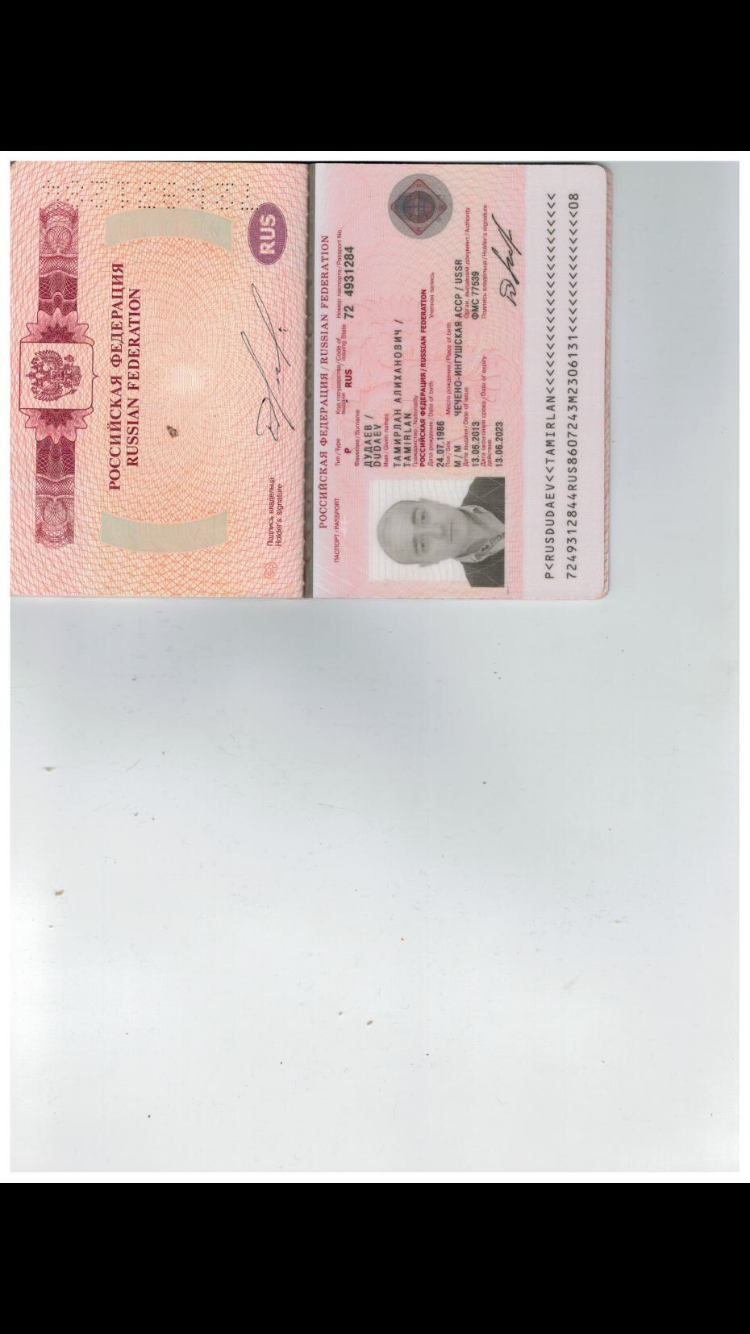 РОССИЙСКАЯ ФЕДЕРАЦИЯ
RUSSIAN FEDERATION
RUS
Подпись владельца
Holder's signature
РОССИЙСКАЯ ФЕДЕРАЦИЯ / RUSSIAN FEDERATION
ПАСПОРТ / PASSPORT
Тип / Type
Код государства / Code of
выдачи issuing State
Номер паспорта / Passport No.
P
RUS
72 4931284
Фамилия / Surname
ДУДАЕВ /
DUDAEV
Имя / Given names
ТАМИРЛАН АЛИХАНОВИЧ /
TAMIRLAN
Гражданство / Nationality
РОССИЙСКАЯ ФЕДЕРАЦИЯ / RUSSIAN FEDERATION
Дата рождения / Date of birth
Учетная запись
24.07.1986
Пол / Sex
Место рождения / Place of birth
М / M
ЧЕЧЕНО-ИНГУШСКАЯ АССР / USSR
Дата выдачи / Date of issue
Орган, выдавший документ / Authority
13.06.2013
ФМС 77539
Дата окончания срока / Date of expiry
действия
Подпись владельца / Holder's signature
13.06.2023
P<RUSDUDAEV<<TAMIRLAN<<<<<<<<<<<<<<<<<<<<<<<
7249312844RUS8607243M2306131<<<<<<<<<<<<<<08